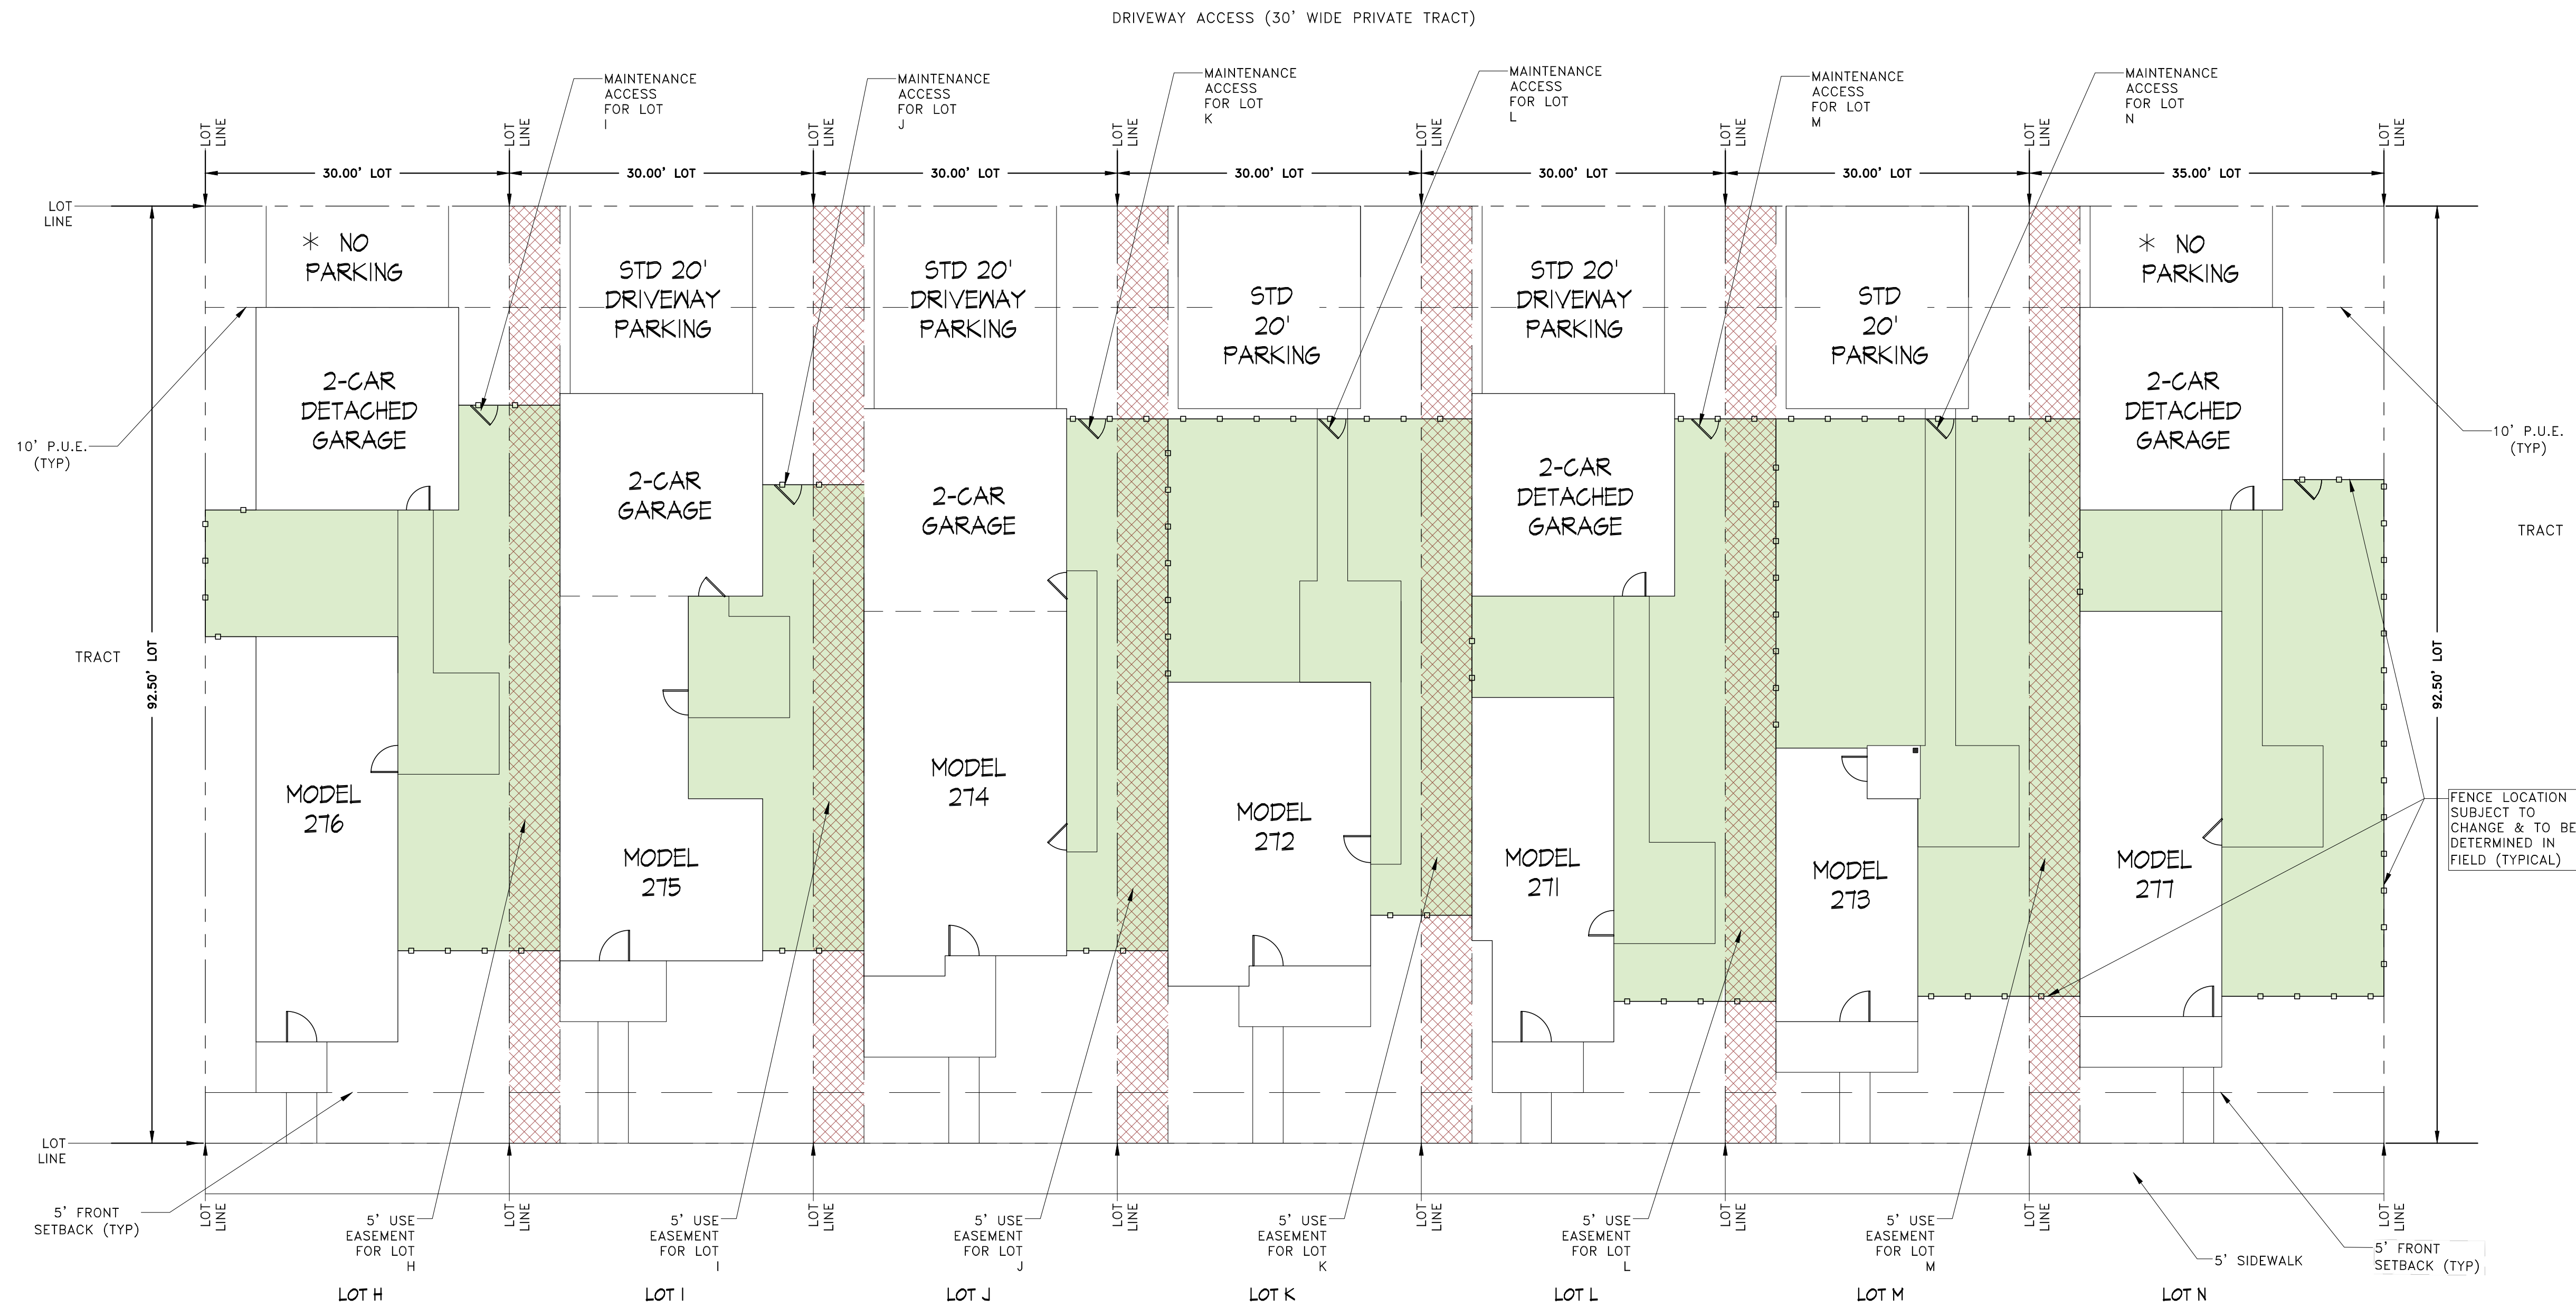 DRIVEWAY ACCESS (30' WIDE PRIVATE TRACT)
MAINTENANCE
ACCESS
FOR LOT
I
MAINTENANCE
ACCESS
FOR LOT
J
MAINTENANCE
ACCESS
FOR LOT
K
MAINTENANCE
ACCESS
FOR LOT
L
MAINTENANCE
ACCESS
FOR LOT
M
MAINTENANCE
ACCESS
FOR LOT
N
LOT
LINE
LOT
LINE
LOT
LINE
LOT
LINE
LOT
LINE
LOT
LINE
LOT
LINE
LOT
LINE
30.00' LOT
30.00' LOT
30.00' LOT
30.00' LOT
30.00' LOT
30.00' LOT
35.00' LOT
LOT
LINE
* NO
PARKING
STD 20'
DRIVEWAY
PARKING
STD 20'
DRIVEWAY
PARKING
STD
20'
PARKING
STD 20'
DRIVEWAY
PARKING
STD
20'
PARKING
* NO
PARKING
2-CAR
DETACHED
GARAGE
2-CAR
GARAGE
2-CAR
GARAGE
2-CAR
DETACHED
GARAGE
2-CAR
DETACHED
GARAGE
10' P.U.E.
(TYP)
10' P.U.E.
(TYP)
TRACT
TRACT
92.50' LOT
92.50' LOT
MODEL
276
MODEL
275
MODEL
274
MODEL
272
MODEL
271
MODEL
273
MODEL
277
FENCE LOCATION
SUBJECT TO
CHANGE & TO BE
DETERMINED IN
FIELD (TYPICAL)
LOT
LINE
5' FRONT
SETBACK (TYP)
LOT
LINE
LOT
LINE
LOT
LINE
LOT
LINE
LOT
LINE
LOT
LINE
LOT
LINE
LOT
LINE
5' USE
EASEMENT
FOR LOT
H
5' USE
EASEMENT
FOR LOT
I
5' USE
EASEMENT
FOR LOT
J
5' USE
EASEMENT
FOR LOT
K
5' USE
EASEMENT
FOR LOT
L
5' USE
EASEMENT
FOR LOT
M
5' SIDEWALK
5' FRONT
SETBACK (TYP)
LOT H
LOT I
LOT J
LOT K
LOT L
LOT M
LOT N